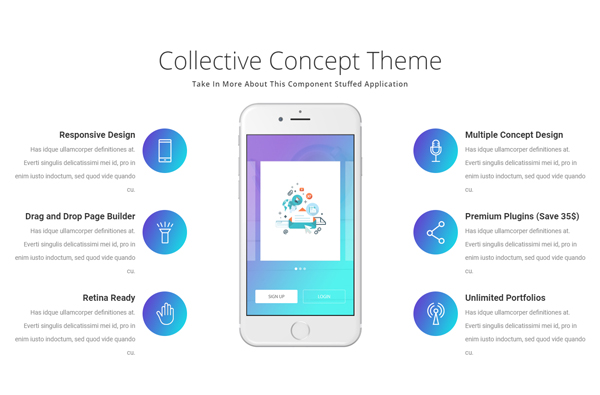 Collective Concept Theme
Take In More About This Component Stuffed Application
Responsive Design
Has idque ullamcorper definitiones at.
Everti singulis delicatissimi mei id, pro in
enim iusto indoctum, sed quod vide quando
cu.
Drag and Drop Page Builder
Has idque ullamcorper definitiones at.
Everti singulis delicatissimi mei id, pro in
enim iusto indoctum, sed quod vide quando
cu.
Retina Ready
Has idque ullamcorper definitiones at.
Everti singulis delicatissimi mei id, pro in
enim iusto indoctum, sed quod vide quando
cu.
SIGN UP
LOGIN
Multiple Concept Design
Has idque ullamcorper definitiones at.
Everti singulis delicatissimi mei id, pro in
enim iusto indoctum, sed quod vide quando
cu.
Premium Plugins (Save 35$)
Has idque ullamcorper definitiones at.
Everti singulis delicatissimi mei id, pro in
enim iusto indoctum, sed quod vide quando
cu.
Unlimited Portfolios
Has idque ullamcorper definitiones at.
Everti singulis delicatissimi mei id, pro in
enim iusto indoctum, sed quod vide quando
cu.